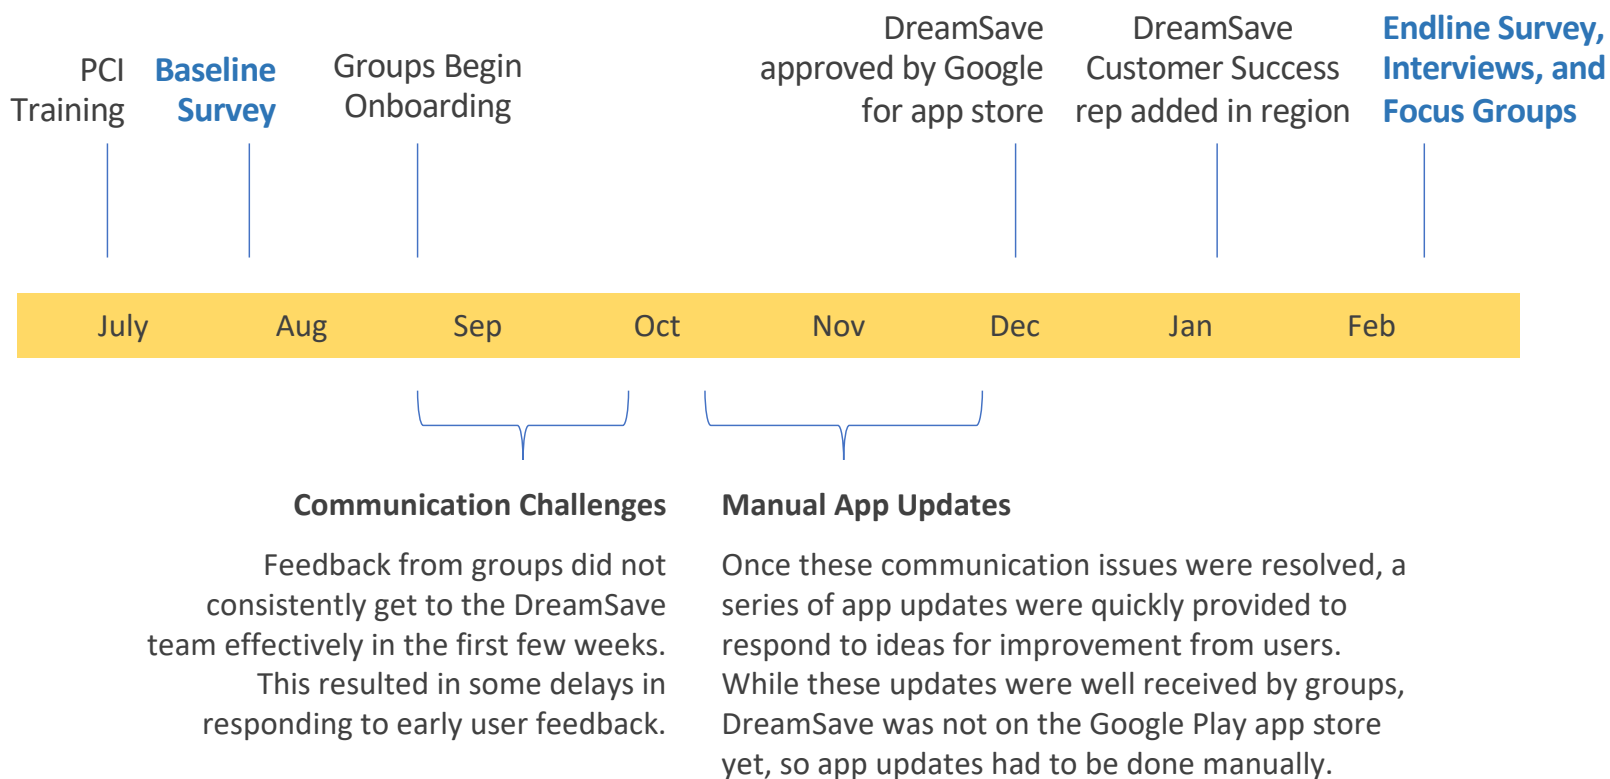 PCI
Training
Baseline
Survey
Groups Begin
Onboarding
DreamSave
approved by Google
for app store
DreamSave
Customer Success
rep added in region
Endline Survey,
Interviews, and
Focus Groups
July
Aug
Sep
Oct
Nov
Dec
Jan
Feb
Communication Challenges
Feedback from groups did not
consistently get to the DreamSave
team effectively in the first few weeks.
This resulted in some delays in
responding to early user feedback.
Manual App Updates
Once these communication issues were resolved, a
series of app updates were quickly provided to
respond to ideas for improvement from users.
While these updates were well received by groups,
DreamSave was not on the Google Play app store
yet, so app updates had to be done manually.